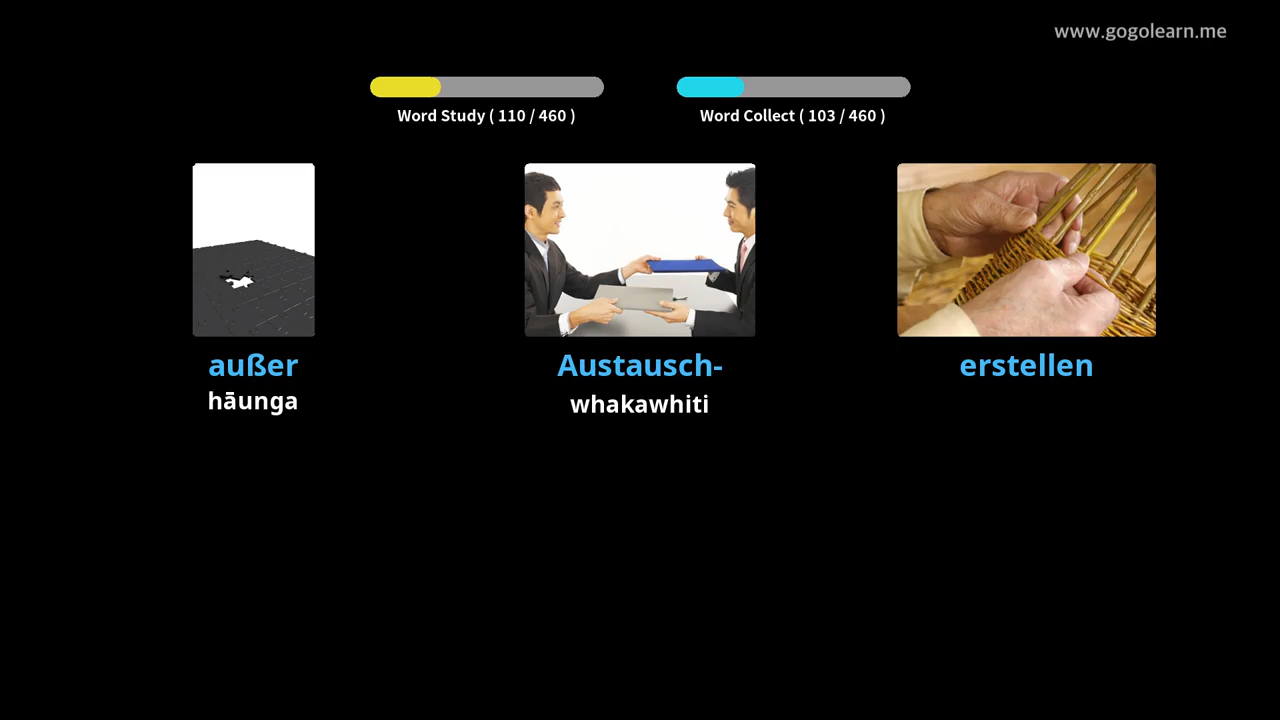 www.gogolearn.me
Word Study ( 110 / 460 )
Word Collect ( 103 / 460 )
außer
hāunga
Austausch-
whakawhiti
erstellen